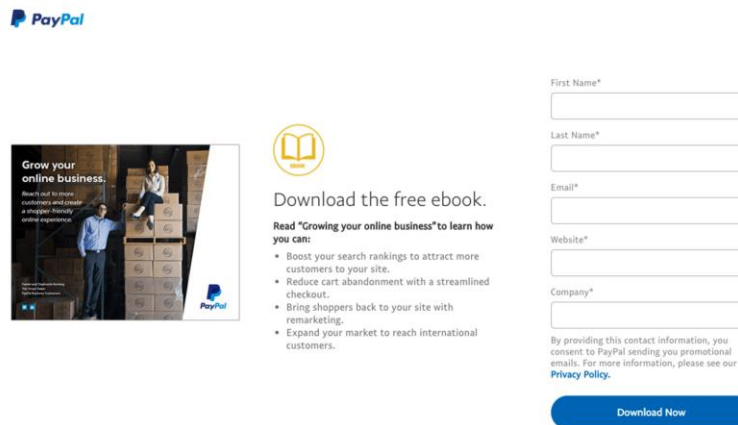 PayPal
Grow your
online business.
Reach out to more
customers and create
a shopper-friendly
online experience.
PayPal
EBOOK
Download the free ebook.
Read “Growing your online business” to learn how
you can:
• Boost your search rankings to attract more
customers to your site.
• Reduce cart abandonment with a streamlined
checkout.
• Bring shoppers back to your site with
remarketing.
• Expand your market to reach international
customers.
First Name*
Last Name*
Email*
Website*
Company*
By providing this contact information, you
consent to PayPal sending you promotional
emails. For more information, please see our
Privacy Policy.
Download Now